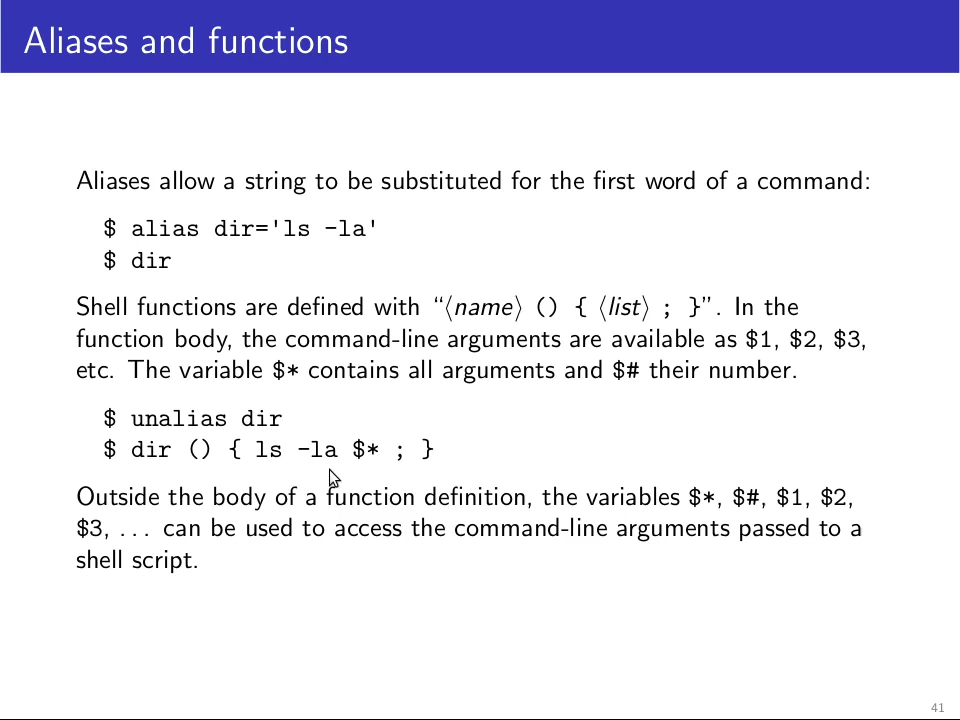 Aliases and functions
Aliases allow a string to be substituted for the first word of a command:
$ alias dir='ls -la'
$ dir
Shell functions are defined with “⟨name⟩ () { ⟨list⟩ ; }”. In the
function body, the command-line arguments are available as $1, $2, $3,
etc. The variable $* contains all arguments and $# their number.
$ unalias dir
$ dir () { ls -la $* ; }
Outside the body of a function definition, the variables $*, $#, $1, $2,
$3, ... can be used to access the command-line arguments passed to a
shell script.
41